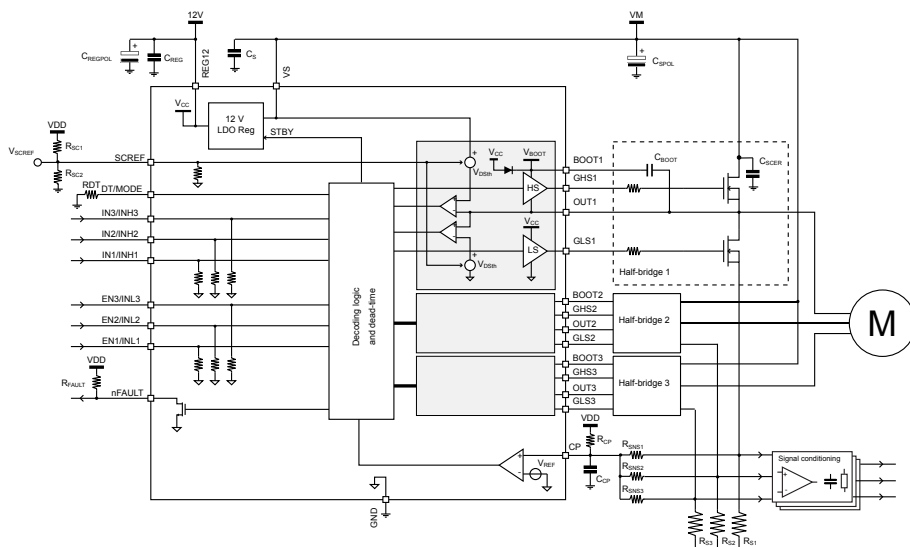 12V
VM
CREGPOL
CREG
REG12
CS
VS
CSPOL
VCC
12 V
LDO Reg
STBY
VDD
RSC1
VSCREF
SCREF
RSC2
RDT
DT/MODE
IN3/INH3
IN2/INH2
IN1/INH1
EN3/INL3
EN2/INL2
EN1/INL1
VDD
RFAULT
nFAULT
Decoding logic
and dead-time
VDSth
VCC
VBOOT
HS
VCC
LS
VDSth
BOOT1
GHS1
OUT1
GLS1
CBOOT
CSCER
Half-bridge 1
BOOT2
GHS2
OUT2
GLS2
Half-bridge 2
BOOT3
GHS3
OUT3
GLS3
Half-bridge 3
M
VDD
RCP
CP
CCP
VREF
GND
RSNS1
RSNS2
RSNS3
Signal conditioning
RS3
RS2
RS1